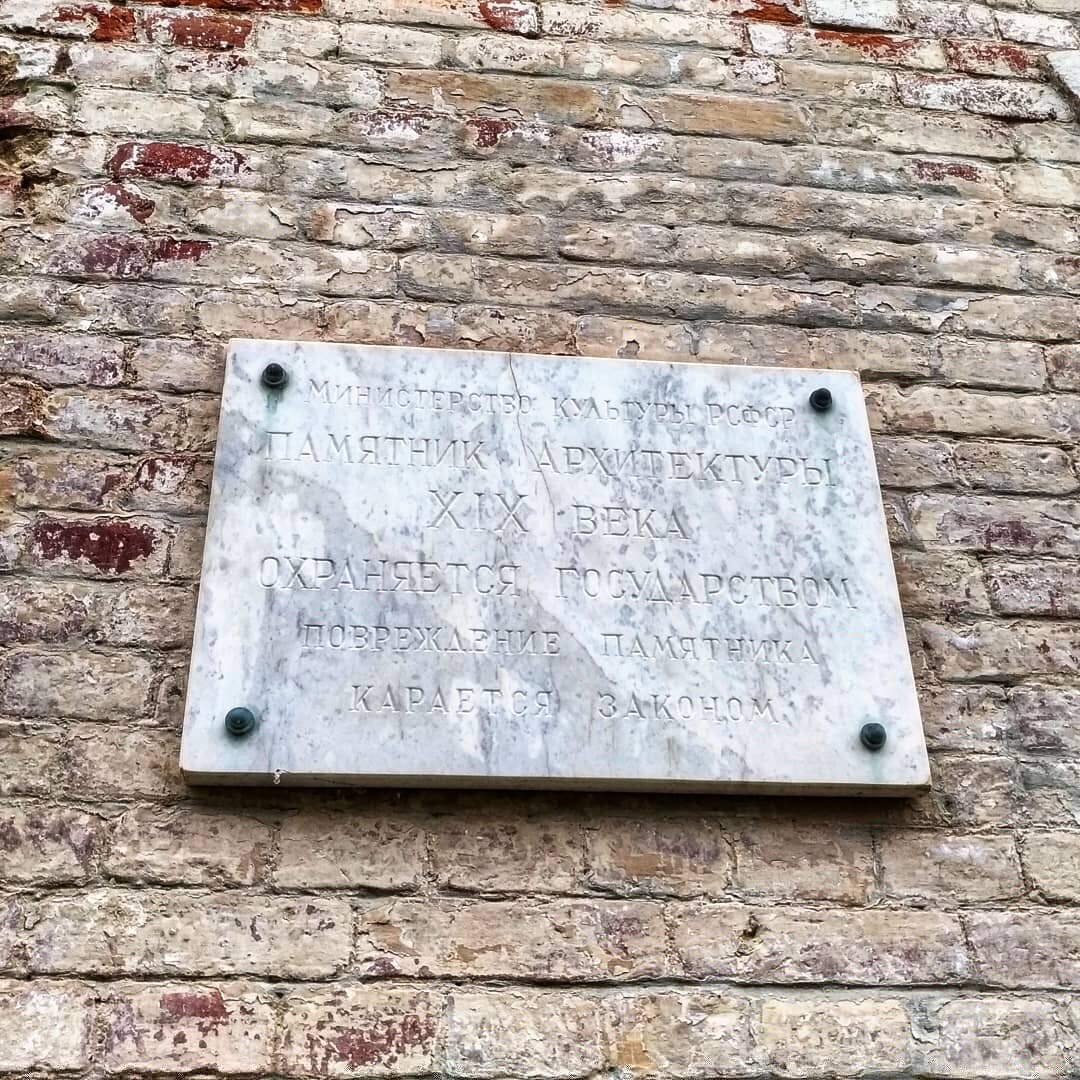 Министерство культуры РСФСР
ПАМЯТНИК АРХИТЕКТУРЫ
XIX ВЕКА
ОХРАНЯЕТСЯ ГОСУДАРСТВОМ
ПОВРЕЖДЕНИЕ ПАМЯТНИКА
КАРАЕТСЯ ЗАКОНОМ.